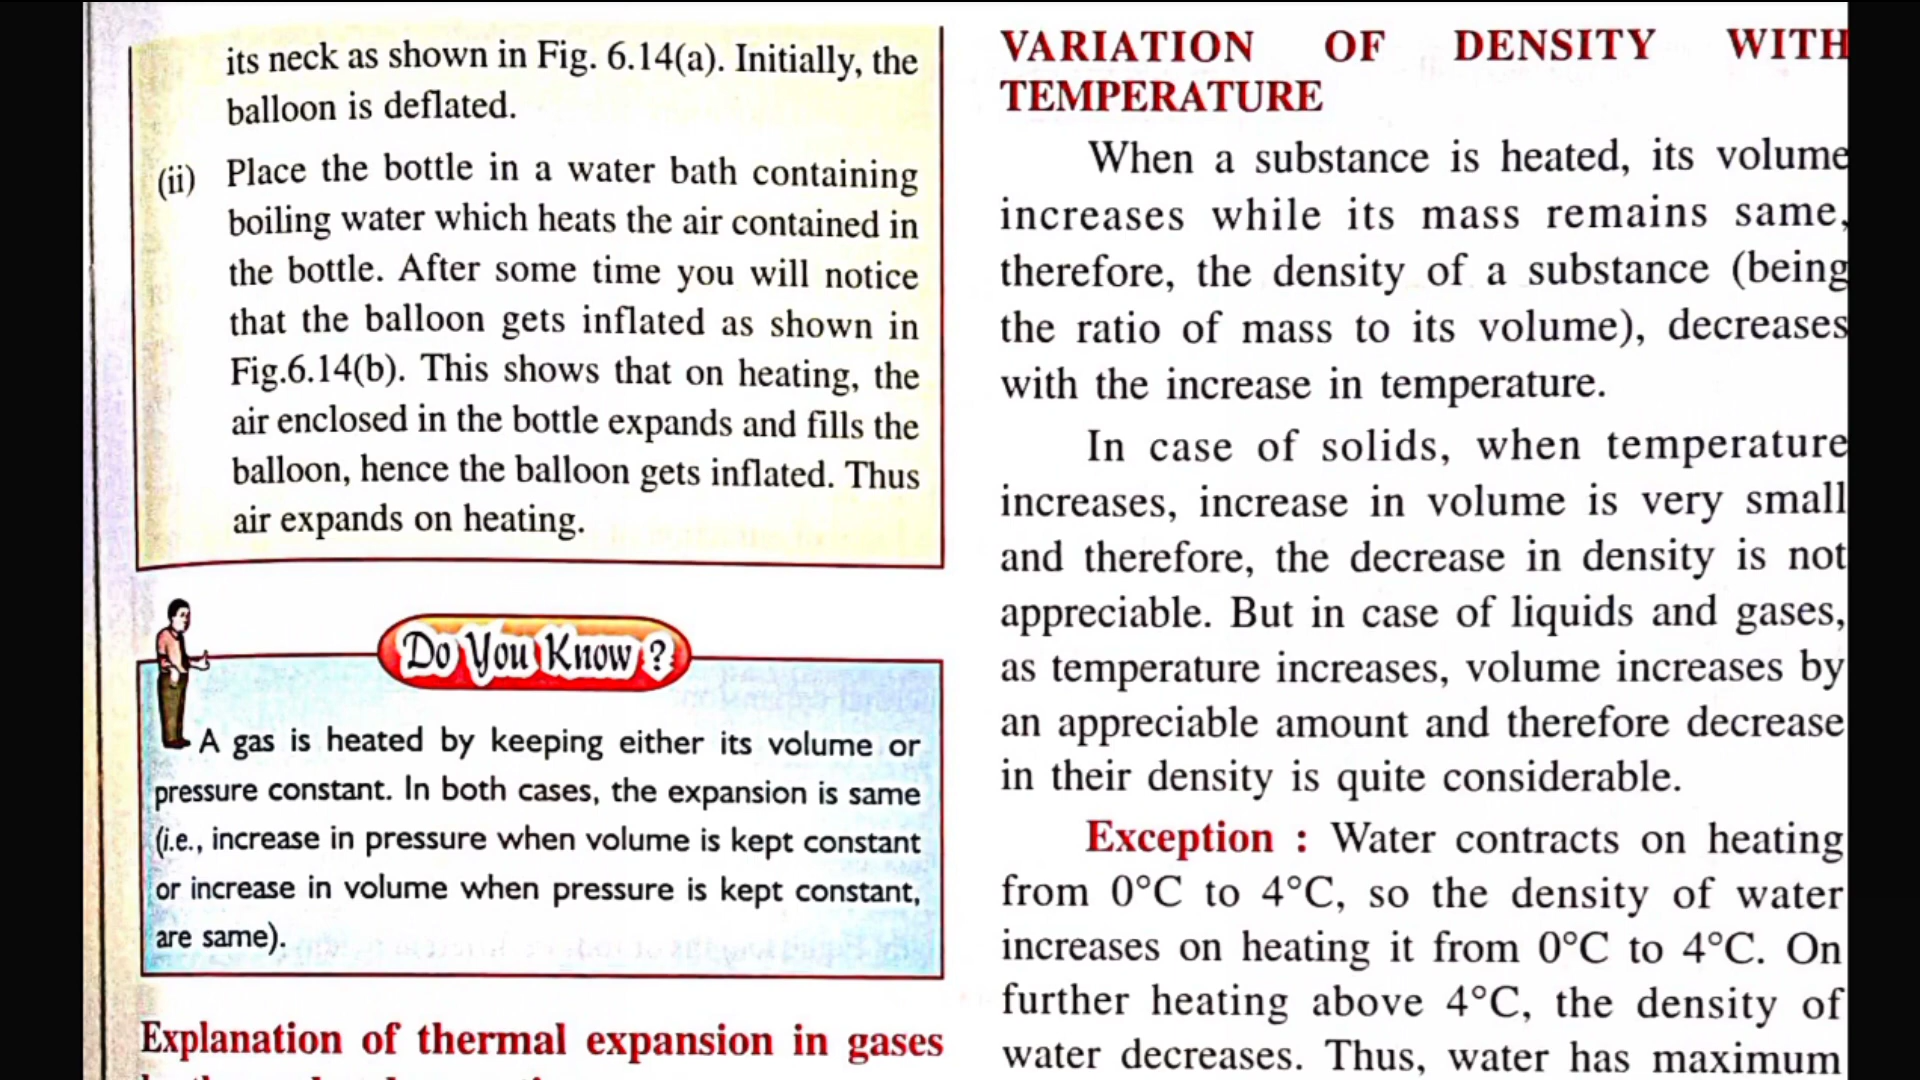 its neck as shown in Fig. 6.14(a). Initially, the
balloon is deflated.
(ii) Place the bottle in a water bath containing
boiling water which heats the air contained in
the bottle. After some time you will notice
that the balloon gets inflated as shown in
Fig.6.14(b). This shows that on heating, the
air enclosed in the bottle expands and fills the
balloon, hence the balloon gets inflated. Thus
air expands on heating.
Do You Know ?
A gas is heated by keeping either its volume or
pressure constant. In both cases, the expansion is same
(i.e., increase in pressure when volume is kept constant
or increase in volume when pressure is kept constant,
are same).
Explanation of thermal expansion in gases
VARIATION OF DENSITY WITH
TEMPERATURE
When a substance is heated, its volume
increases while its mass remains same,
therefore, the density of a substance (being
the ratio of mass to its volume), decreases
with the increase in temperature.
In case of solids, when temperature
increases, increase in volume is very small
and therefore, the decrease in density is not
appreciable. But in case of liquids and gases,
as temperature increases, volume increases by
an appreciable amount and therefore decrease
in their density is quite considerable.
Exception : Water contracts on heating
from 0°C to 4°C, so the density of water
increases on heating it from 0°C to 4°C. On
further heating above 4°C, the density of
water decreases. Thus, water has maximum